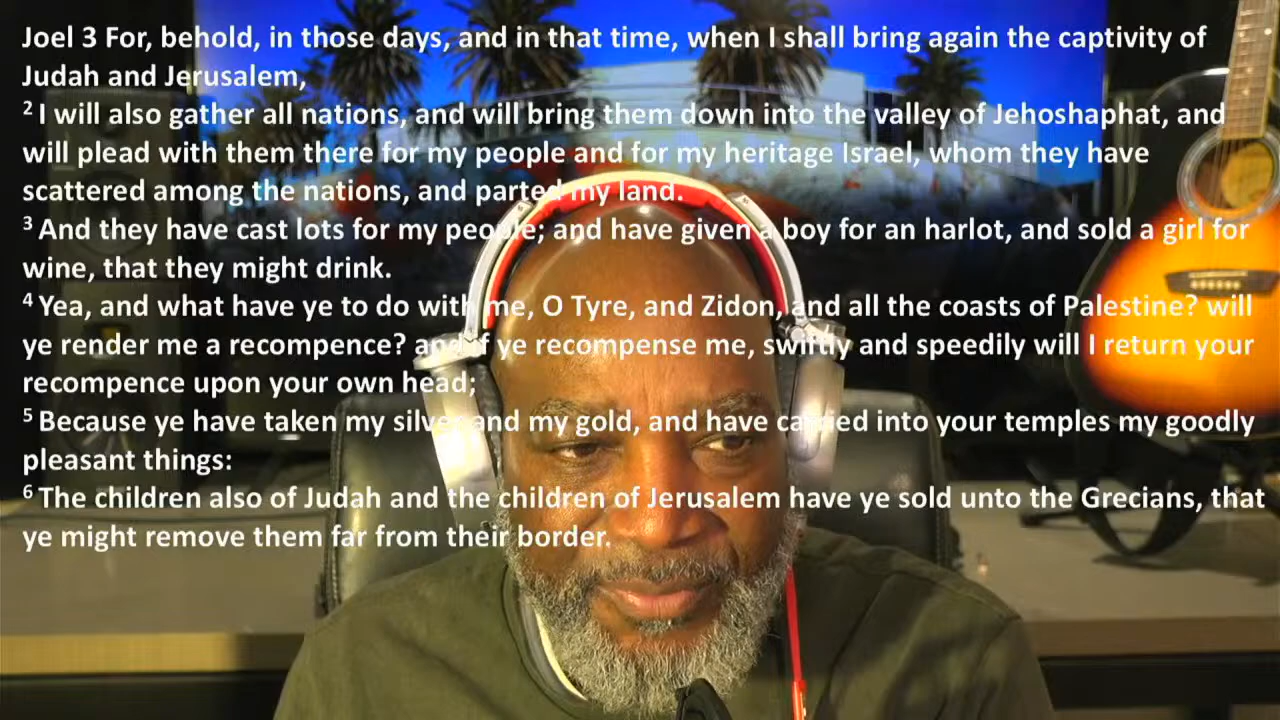 Joel 3 For, behold, in those days, and in that time, when I shall bring again the captivity of
Judah and Jerusalem,
2 I will also gather all nations, and will bring them down into the valley of Jehoshaphat, and
will plead with them there for my people and for my heritage Israel, whom they have
scattered among the nations, and parted my land.
3 And they have cast lots for my people; and have given a boy for an harlot, and sold a girl for
wine, that they might drink.
4 Yea, and what have ye to do with me, O Tyre, and Zidon, and all the coasts of Palestine? will
ye render me a recompence? and if ye recompense me, swiftly and speedily will I return your
recompence upon your own head;
5 Because ye have taken my silver and my gold, and have carried into your temples my goodly
pleasant things:
6 The children also of Judah and the children of Jerusalem have ye sold unto the Grecians, that
ye might remove them far from their border.